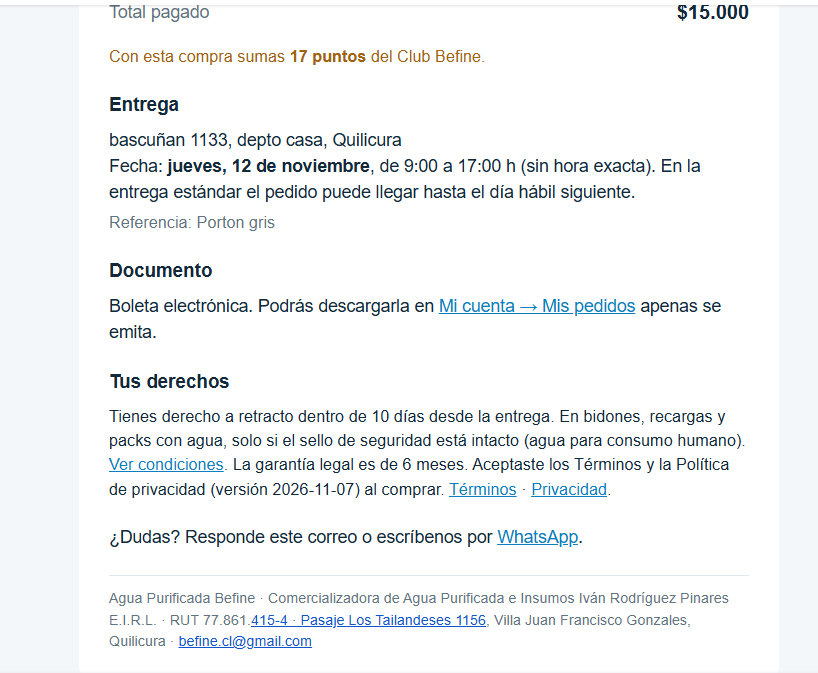 Total pagado $15.000
Con esta compra sumas 17 puntos del Club Befine.
Entrega
bascuñan 1133, depto casa, Quilicura
Fecha: jueves, 12 de noviembre, de 9:00 a 17:00 h (sin hora exacta). En la
entrega estándar el pedido puede llegar hasta el día hábil siguiente.
Referencia: Porton gris
Documento
Boleta electrónica. Podrás descargarla en Mi cuenta → Mis pedidos apenas se
emita.
Tus derechos
Tienes derecho a retracto dentro de 10 días desde la entrega. En bidones, recargas y
packs con agua, solo si el sello de seguridad está intacto (agua para consumo humano).
Ver condiciones. La garantía legal es de 6 meses. Aceptaste los Términos y la Política
de privacidad (versión 2026-11-07) al comprar. Términos · Privacidad.
¿Dudas? Responde este correo o escríbenos por WhatsApp.
Agua Purificada Befine · Comercializadora de Agua Purificada e Insumos Iván Rodríguez Pinares
E.I.R.L. · RUT 77.861.415-4 · Pasaje Los Tailandeses 1156, Villa Juan Francisco Gonzales,
Quilicura · befine.cl@gmail.com